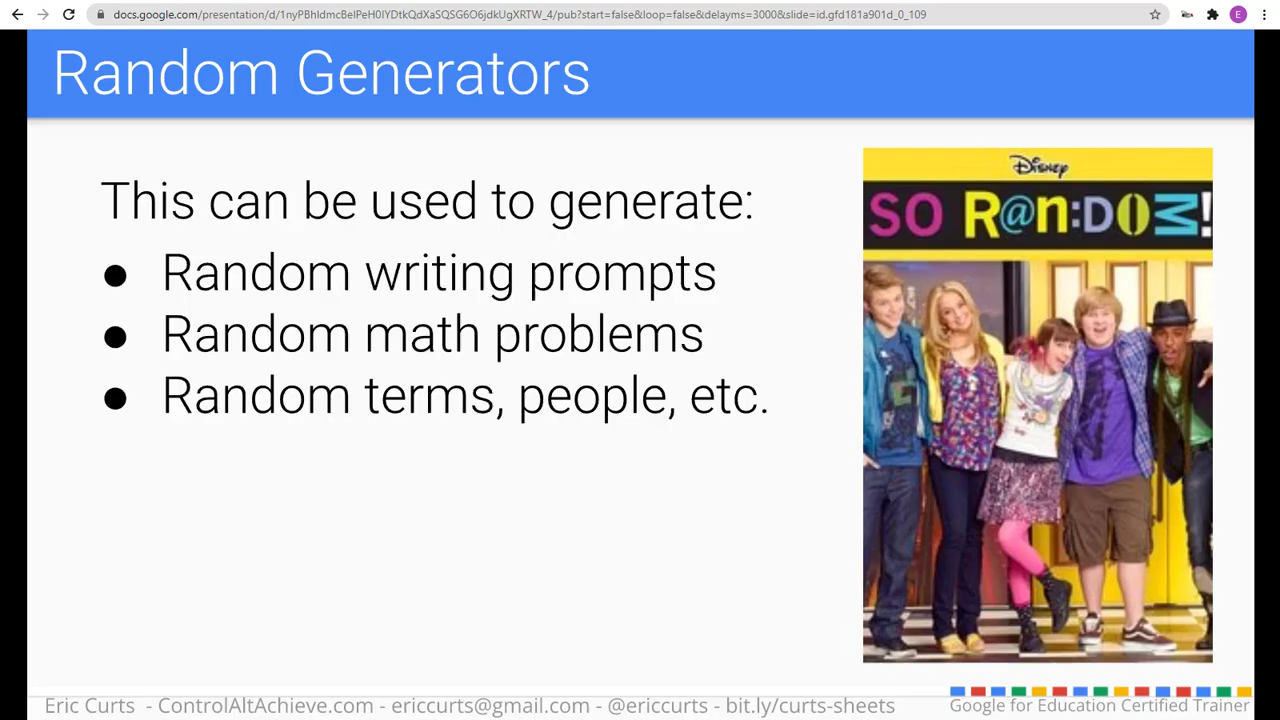 docs.google.com/presentation/d/1nyPBhIdmcBelPeH0IYDtkQdXaSQSG6O6jdkUzXRTW_4/pub?start=false&loop=false&delayms=3000&slide=id.gfd181a901d_0_109
E
Random Generators
This can be used to generate:
● Random writing prompts
● Random math problems
● Random terms, people, etc.
Disney
SO R@n:DOM!
Eric Curts - ControlAltAchieve.com - ericcurts@gmail.com - @ericcurts - bit.ly/curts-sheets
Google for Education Certified Trainer